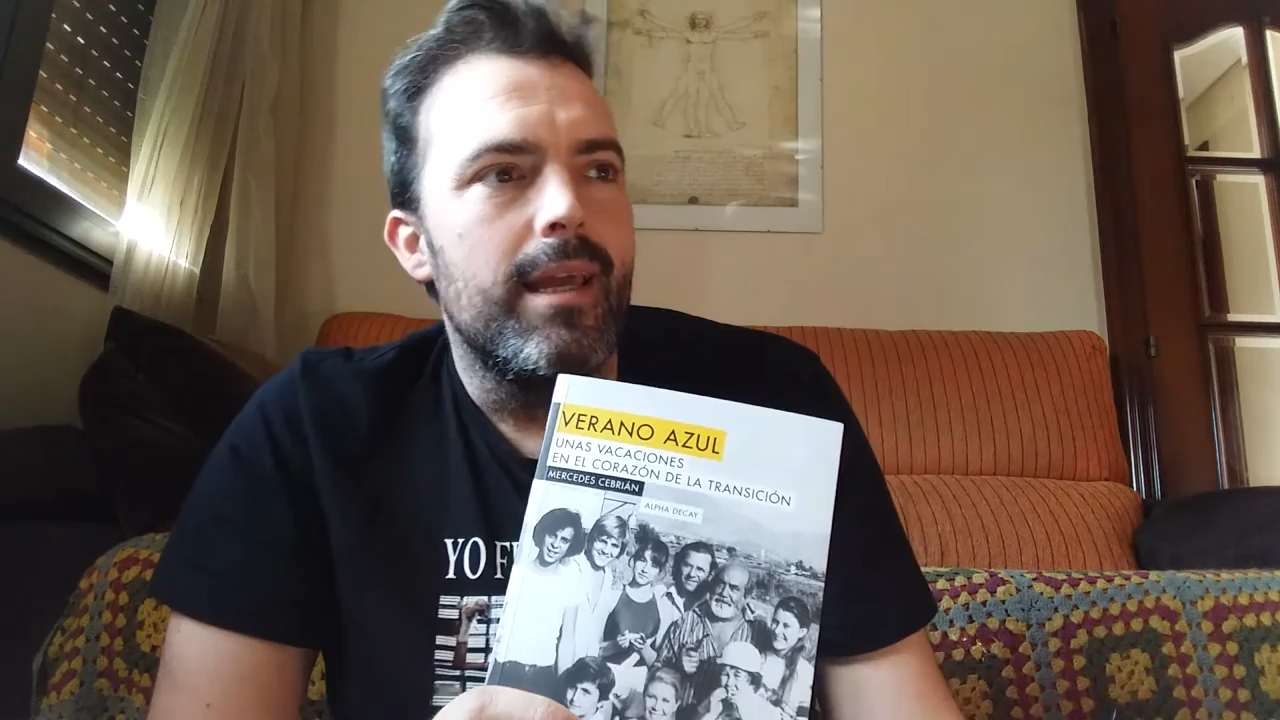 VERANO AZUL
UNAS VACACIONES
EN EL CORAZÓN DE LA TRANSICIÓN
MERCEDES CEBRIÁN
ALPHA DECAY
YO